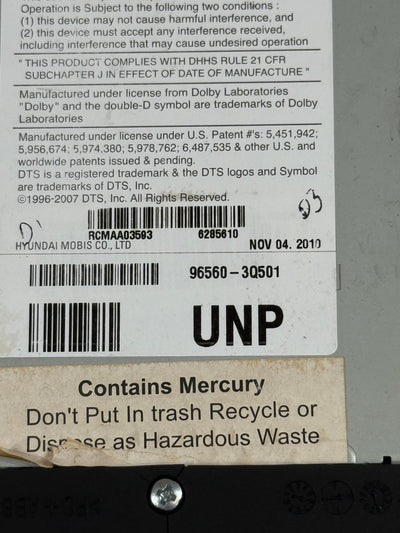 Operation is Subject to the following two conditions :
(1) this device may not cause harmful interference, and
(2) this device must accept any interference received,
including interference that may cause undesired operation
" THIS PRODUCT COMPLIES WITH DHHS RULE 21 CFR
SUBCHAPTER J IN EFFECT OF DATE OF MANUFACTURE "
Manufactured under license from Dolby Laboratories
"Dolby" and the double-D symbol are trademarks of Dolby
Laboratories
Manufactured under license under U.S. Patent #'s: 5,451,942;
5,956,674; 5,974,380; 5,978,762; 6,487,535 & other U.S. and
worldwide patents issued & pending.
DTS is a registered trademark & the DTS logos and Symbol
are trademarks of DTS, Inc.
©1996-2007 DTS, Inc. All Rights Reserved.
RCMAA03593 6285610
HYUNDAI MOBIS CO., LTD NOV 04. 2010
96560-3Q501
UNP
Contains Mercury
Don't Put In trash Recycle or
Dispose as Hazardous Waste